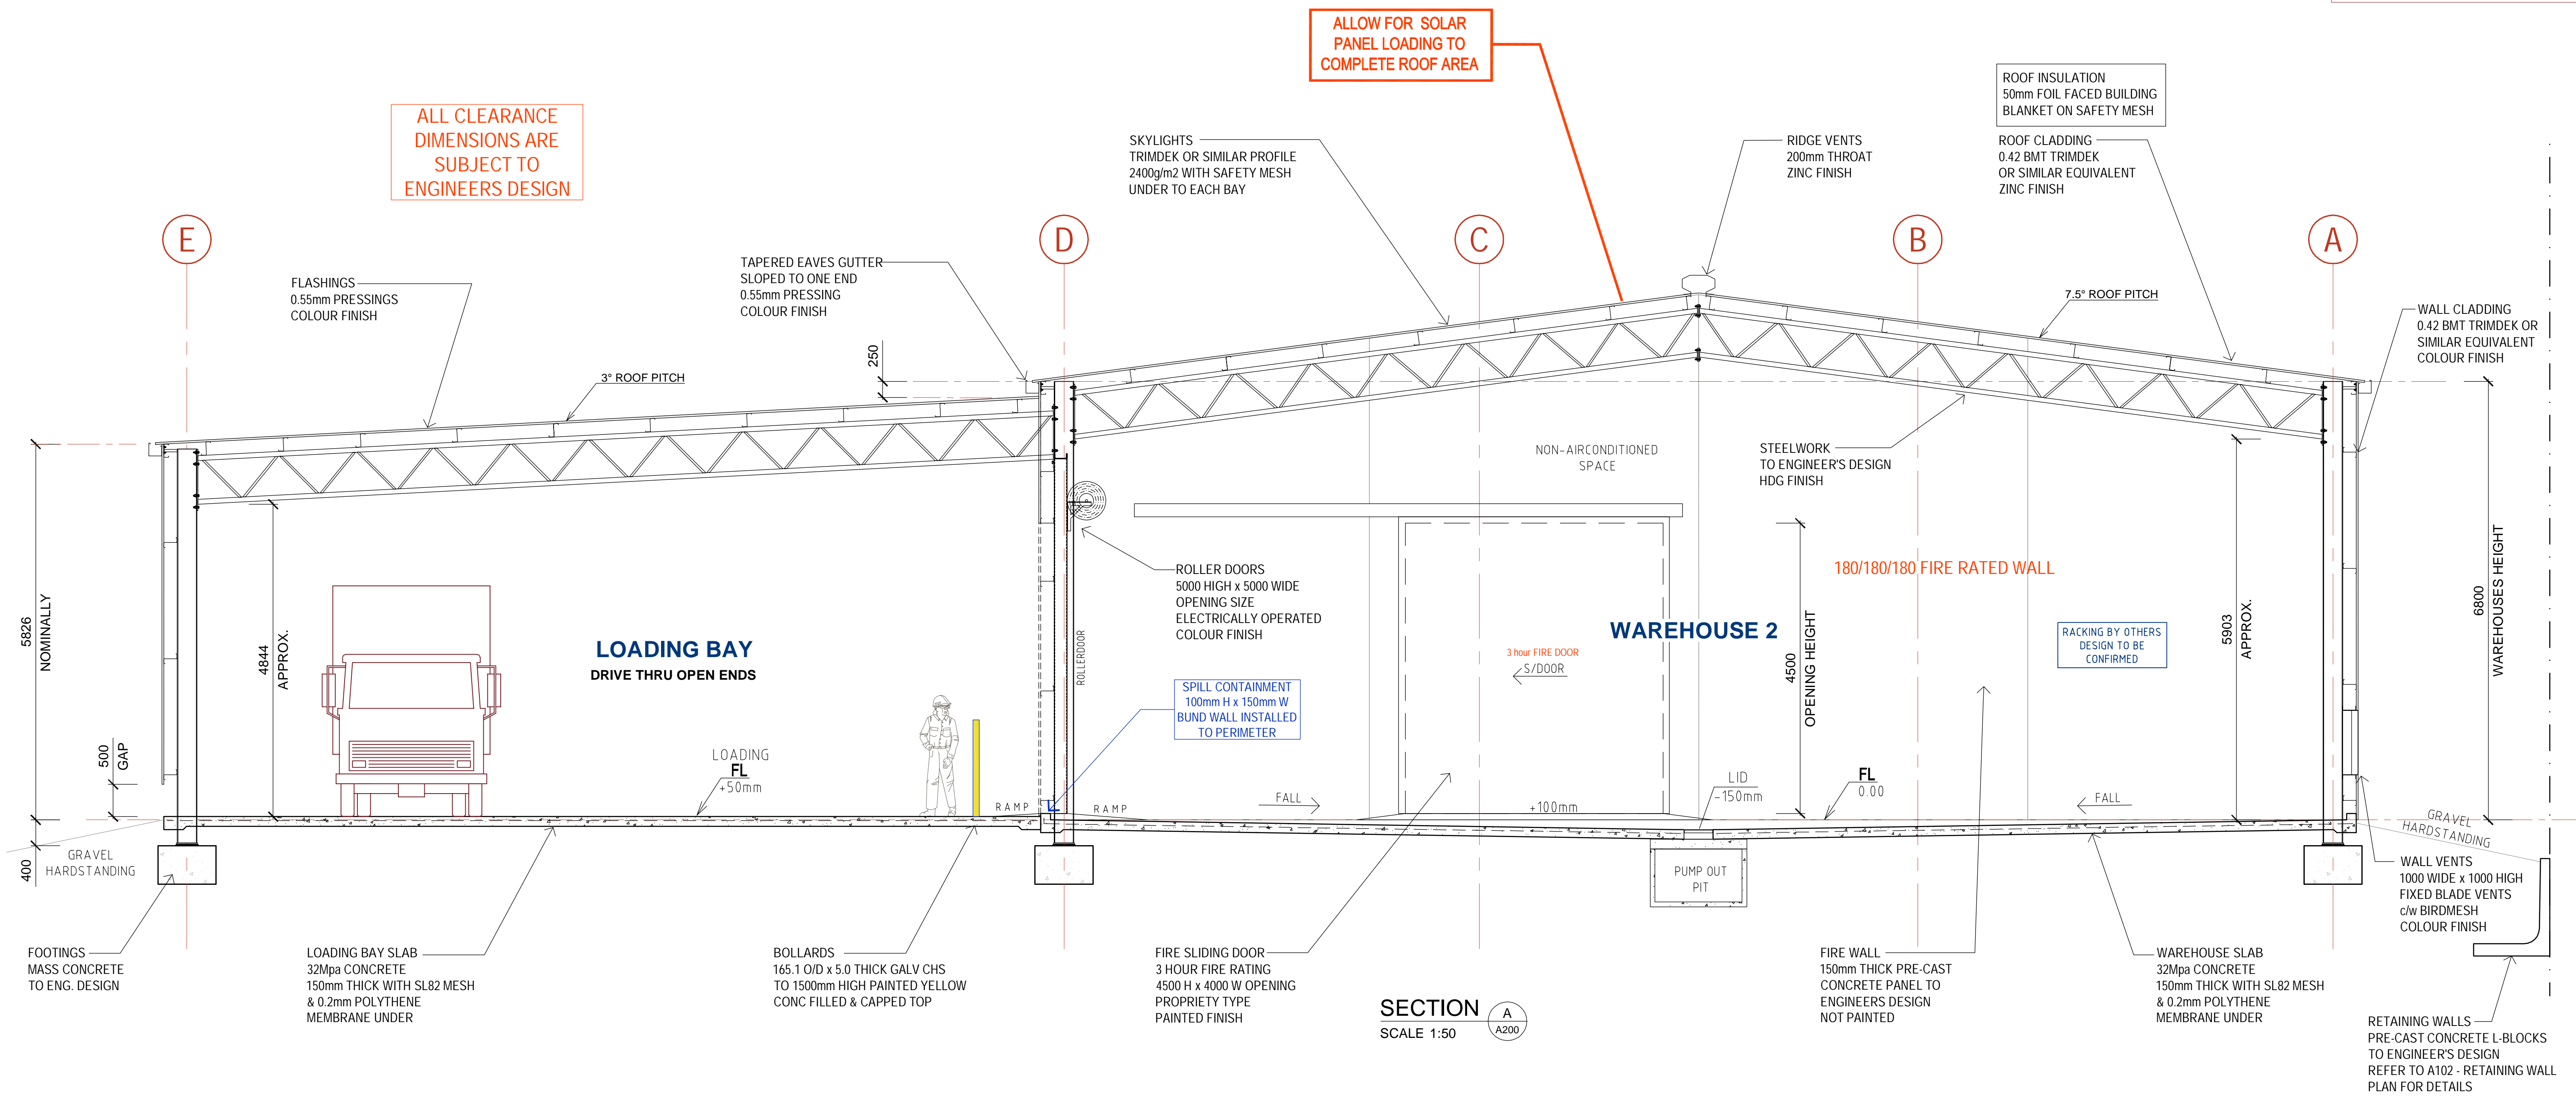 ALLOW FOR SOLAR
PANEL LOADING TO
COMPLETE ROOF AREA
ROOF INSULATION
50mm FOIL FACED BUILDING
BLANKET ON SAFETY MESH
ALL CLEARANCE
DIMENSIONS ARE
SUBJECT TO
ENGINEERS DESIGN
SKYLIGHTS
TRIMDEK OR SIMILAR PROFILE
2400g/m2 WITH SAFETY MESH
UNDER TO EACH BAY
RIDGE VENTS
200mm THROAT
ZINC FINISH
ROOF CLADDING
0.42 BMT TRIMDEK
OR SIMILAR EQUIVALENT
ZINC FINISH
E
D
C
B
A
FLASHINGS
0.55mm PRESSINGS
COLOUR FINISH
TAPERED EAVES GUTTER
SLOPED TO ONE END
0.55mm PRESSING
COLOUR FINISH
7.5° ROOF PITCH
WALL CLADDING
0.42 BMT TRIMDEK OR
SIMILAR EQUIVALENT
COLOUR FINISH
250
3° ROOF PITCH
NON-AIRCONDITIONED
SPACE
STEELWORK
TO ENGINEER'S DESIGN
HDG FINISH
ROLLER DOORS
5000 HIGH x 5000 WIDE
OPENING SIZE
ELECTRICALLY OPERATED
COLOUR FINISH
180/180/180 FIRE RATED WALL
5826
NOMINALLY
4844
APPROX.
LOADING BAY
DRIVE THRU OPEN ENDS
ROLLERDOOR
3 hour FIRE DOOR
S/DOOR
WAREHOUSE 2
4500
OPENING HEIGHT
RACKING BY OTHERS
DESIGN TO BE
CONFIRMED
5903
APPROX.
6800
WAREHOUSES HEIGHT
SPILL CONTAINMENT
100mm H x 150mm W
BUND WALL INSTALLED
TO PERIMETER
500
GAP
LOADING
FL
+50mm
RAMP
RAMP
FALL
+100mm
LID
-150mm
FL
0.00
FALL
GRAVEL
HARDSTANDING
400
GRAVEL
HARDSTANDING
PUMP OUT
PIT
WALL VENTS
1000 WIDE x 1000 HIGH
FIXED BLADE VENTS
c/w BIRDMESH
COLOUR FINISH
FOOTINGS
MASS CONCRETE
TO ENG. DESIGN
LOADING BAY SLAB
32Mpa CONCRETE
150mm THICK WITH SL82 MESH
& 0.2mm POLYTHENE
MEMBRANE UNDER
BOLLARDS
165.1 O/D x 5.0 THICK GALV CHS
TO 1500mm HIGH PAINTED YELLOW
CONC FILLED & CAPPED TOP
FIRE SLIDING DOOR
3 HOUR FIRE RATING
4500 H x 4000 W OPENING
PROPRIETY TYPE
PAINTED FINISH
FIRE WALL
150mm THICK PRE-CAST
CONCRETE PANEL TO
ENGINEERS DESIGN
NOT PAINTED
WAREHOUSE SLAB
32Mpa CONCRETE
150mm THICK WITH SL82 MESH
& 0.2mm POLYTHENE
MEMBRANE UNDER
SECTION
SCALE 1:50
A
A200
RETAINING WALLS
PRE-CAST CONCRETE L-BLOCKS
TO ENGINEER'S DESIGN
REFER TO A102 - RETAINING WALL
PLAN FOR DETAILS